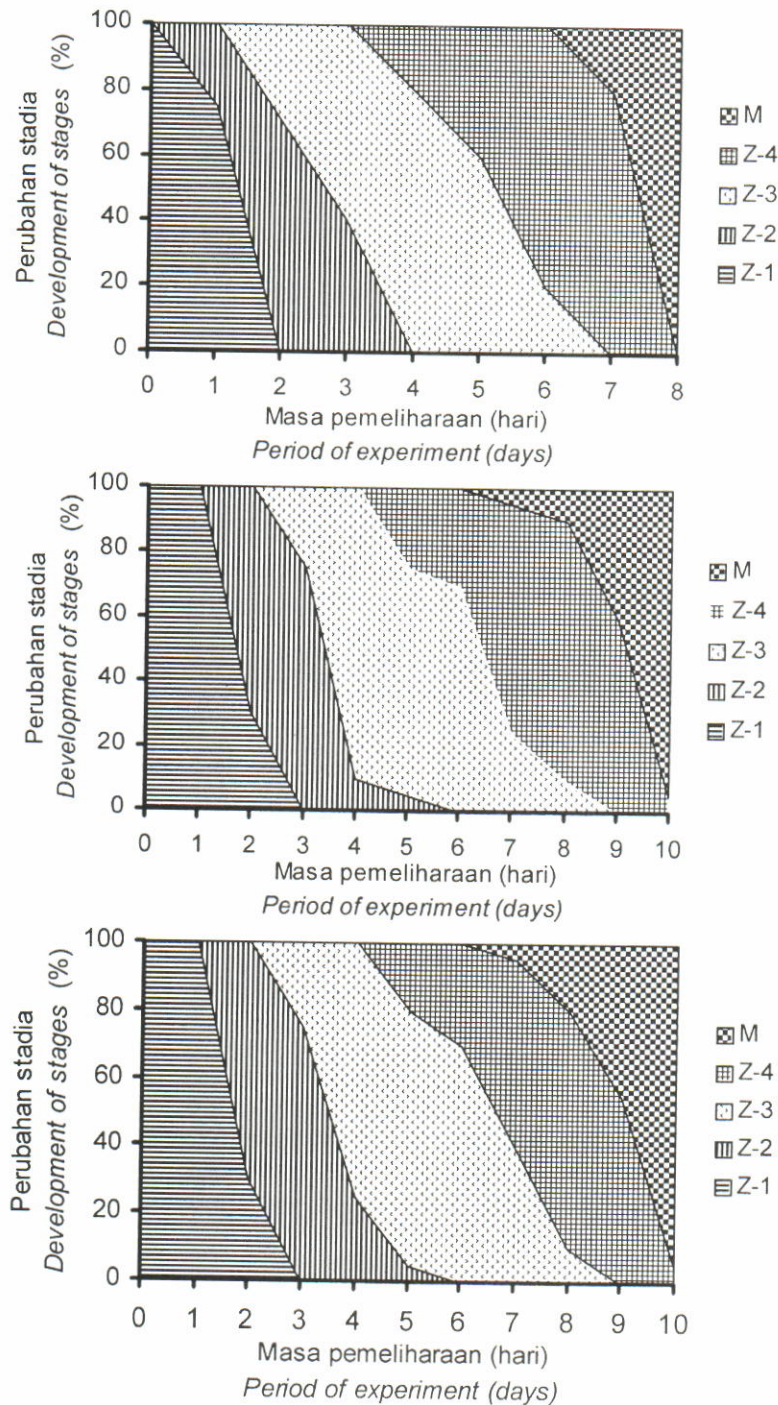 Perubahan stadia
Development of stages (%)
100
80
60
40
20
0
0 1 2 3 4 5 6 7 8
Masa pemeliharaan (hari)
Period of experiment (days)
M
Z-4
Z-3
Z-2
Z-1
Perubahan stadia
Development of stages (%)
100
80
60
40
20
0
0 1 2 3 4 5 6 7 8 9 10
Masa pemeliharaan (hari)
Period of experiment (days)
M
Z-4
Z-3
Z-2
Z-1
Perubahan stadia
Development of stages (%)
100
80
60
40
20
0
0 1 2 3 4 5 6 7 8 9 10
Masa pemeliharaan (hari)
Period of experiment (days)
M
Z-4
Z-3
Z-2
Z-1